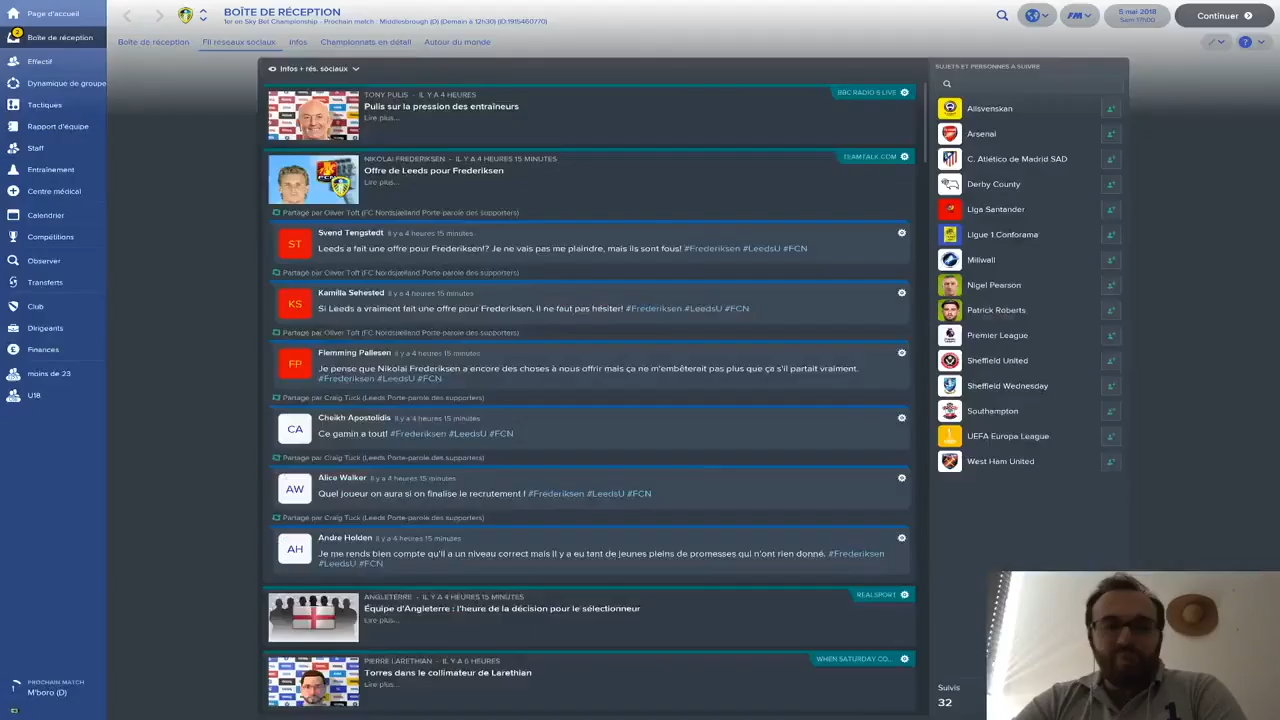 Page d'accueil
2
Boîte de réception
Effectif
Dynamique de groupe
Tactiques
Rapport d'équipe
Staff
Entraînement
Centre médical
Calendrier
Compétitions
Observer
Transferts
Club
Dirigeants
Finances
moins de 23
U18
PROCHAIN MATCH
M'boro (D)
BOÎTE DE RÉCEPTION
1er en Sky Bet Championship - Prochain match : Middlesbrough (D) (Demain à 12h30) (ID:1915460770)
FM
5 mai 2018
Sam 17h00
Continuer
Boîte de réception
Fil réseaux sociaux
Infos
Championnats en détail
Autour du monde
?
Infos + rés. sociaux
TONY PULIS - IL Y A 4 HEURES
BBC RADIO 5 LIVE
Pulis sur la pression des entraîneurs
Lire plus...
NIKOLAI FREDERIKSEN - IL Y A 4 HEURES 15 MINUTES
TEAMTALK.COM
Offre de Leeds pour Frederiksen
Lire plus...
Partagé par Oliver Toft (FC Nordsjælland Porte-parole des supporters)
ST
Svend Tengstedt il y a 4 heures 15 minutes
Leeds a fait une offre pour Frederiksen!? Je ne vais pas me plaindre, mais ils sont fous! #Frederiksen #LeedsU #FCN
Partagé par Oliver Toft (FC Nordsjælland Porte-parole des supporters)
KS
Kamilla Sehested il y a 4 heures 15 minutes
Si Leeds a vraiment fait une offre pour Frederiksen, il ne faut pas hésiter! #Frederiksen #LeedsU #FCN
Partagé par Oliver Toft (FC Nordsjælland Porte-parole des supporters)
FP
Flemming Pallesen il y a 4 heures 15 minutes
Je pense que Nikolai Frederiksen a encore des choses à nous offrir mais ça ne m'embêterait pas plus que ça s'il partait vraiment.
#Frederiksen #LeedsU #FCN
Partagé par Craig Tuck (Leeds Porte-parole des supporters)
CA
Cheikh Apostolidis il y a 4 heures 15 minutes
Ce gamin a tout! #Frederiksen #LeedsU #FCN
Partagé par Craig Tuck (Leeds Porte-parole des supporters)
AW
Alice Walker il y a 4 heures 15 minutes
Quel joueur on aura si on finalise le recrutement ! #Frederiksen #LeedsU #FCN
Partagé par Craig Tuck (Leeds Porte-parole des supporters)
AH
Andre Holden il y a 4 heures 15 minutes
Je me rends bien compte qu'il a un niveau correct mais il y a eu tant de jeunes pleins de promesses qui n'ont rien donné. #Frederiksen
#LeedsU #FCN
ANGLETERRE - IL Y A 4 HEURES 15 MINUTES
REALSPORT
Équipe d'Angleterre : l'heure de la décision pour le sélectionneur
Lire plus...
PIERRE LARETHIAN - IL Y A 6 HEURES
WHEN SATURDAY CO...
Torres dans le collimateur de Larethian
Lire plus...
SUJETS ET PERSONNES À SUIVRE
Allsvenskan
Arsenal
C. Atlético de Madrid SAD
Derby County
Liga Santander
Ligue 1 Conforama
Millwall
Nigel Pearson
Patrick Roberts
Premier League
Sheffield United
Sheffield Wednesday
Southampton
UEFA Europa League
West Ham United
Suivis
32